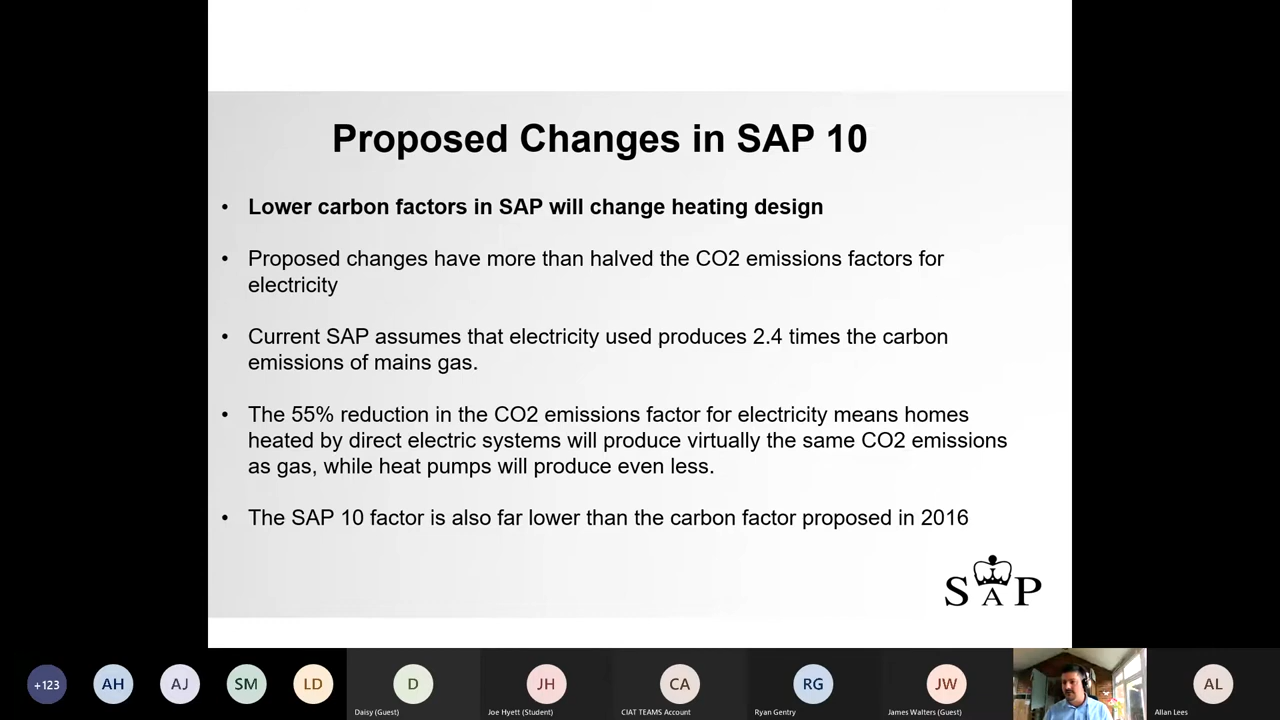 Proposed Changes in SAP 10
• Lower carbon factors in SAP will change heating design
• Proposed changes have more than halved the CO2 emissions factors for
electricity
• Current SAP assumes that electricity used produces 2.4 times the carbon
emissions of mains gas.
• The 55% reduction in the CO2 emissions factor for electricity means homes
heated by direct electric systems will produce virtually the same CO2 emissions
as gas, while heat pumps will produce even less.
• The SAP 10 factor is also far lower than the carbon factor proposed in 2016
SAP
+123 AH AJ SM LD D JH CA RG JW AL
Daisy (Guest) Joe Hyett (Student) CIAT TEAMS Account Ryan Gentry James Walters (Guest) Allan Lees